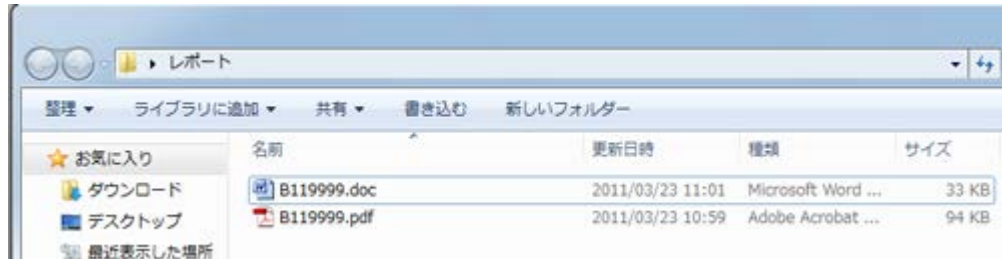 レポート
整理 ライブラリに追加 共有 書き込む 新しいフォルダー
お気に入り 名前 更新日時 種類 サイズ
ダウンロード B119999.doc 2011/03/23 11:01 Microsoft Word ... 33 KB
デスクトップ B119999.pdf 2011/03/23 10:59 Adobe Acrobat ... 94 KB
最近表示した場所